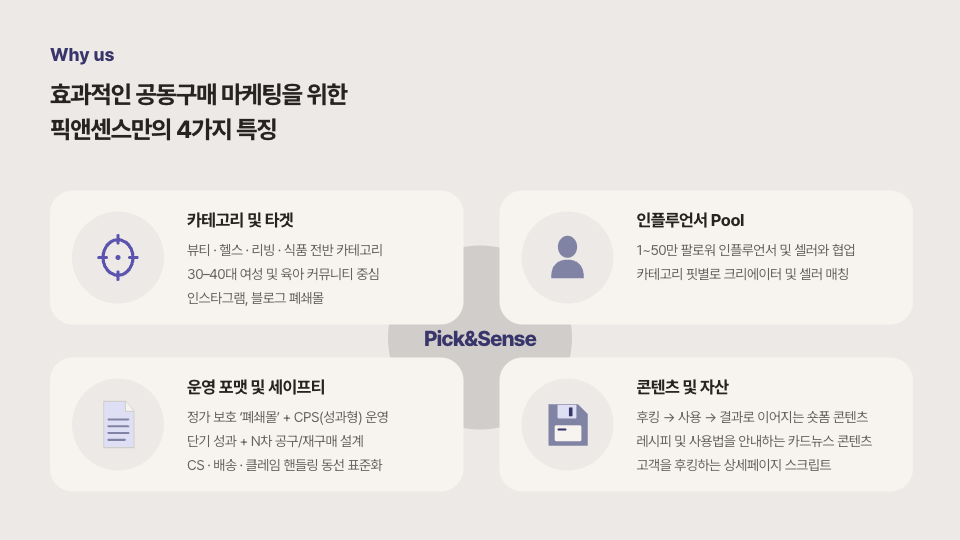 Why us
효과적인 공동구매 마케팅을 위한
픽앤센스만의 4가지 특징
카테고리 및 타겟
뷰티 · 헬스 · 리빙 · 식품 전반 카테고리
30–40대 여성 및 육아 커뮤니티 중심
인스타그램, 블로그 폐쇄몰
인플루언서 Pool
1~50만 팔로워 인플루언서 및 셀러와 협업
카테고리 핏별로 크리에이터 및 셀러 매칭
Pick&Sense
운영 포맷 및 세이프티
정가 보호 ‘폐쇄몰’ + CPS(성과형) 운영
단기 성과 + N차 공구/재구매 설계
CS · 배송 · 클레임 핸들링 동선 표준화
콘텐츠 및 자산
후킹 → 사용 → 결과로 이어지는 숏폼 콘텐츠
레시피 및 사용법을 안내하는 카드뉴스 콘텐츠
고객을 후킹하는 상세페이지 스크립트